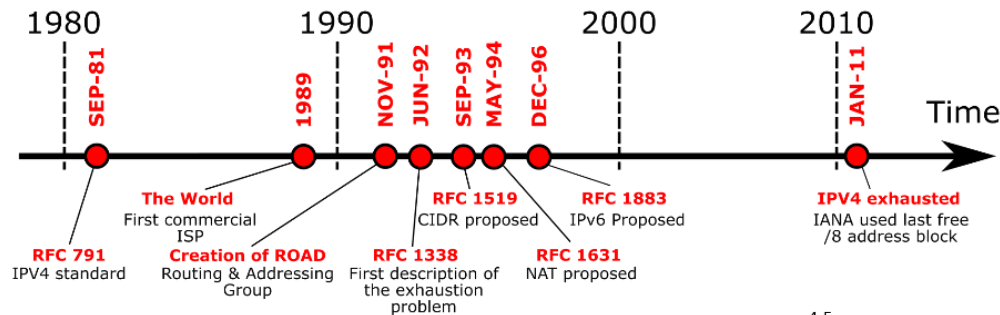 1980
1990
2000
2010
SEP-81
1989
NOV-91
JUN-92
SEP-93
MAY-94
DEC-96
JAN-11
Time
The World
First commercial
ISP
RFC 1519
CIDR proposed
RFC 1883
IPv6 Proposed
IPV4 exhausted
IANA used last free
/8 address block
RFC 791
IPV4 standard
Creation of ROAD
Routing & Addressing
Group
RFC 1338
First description of
the exhaustion
problem
RFC 1631
NAT proposed